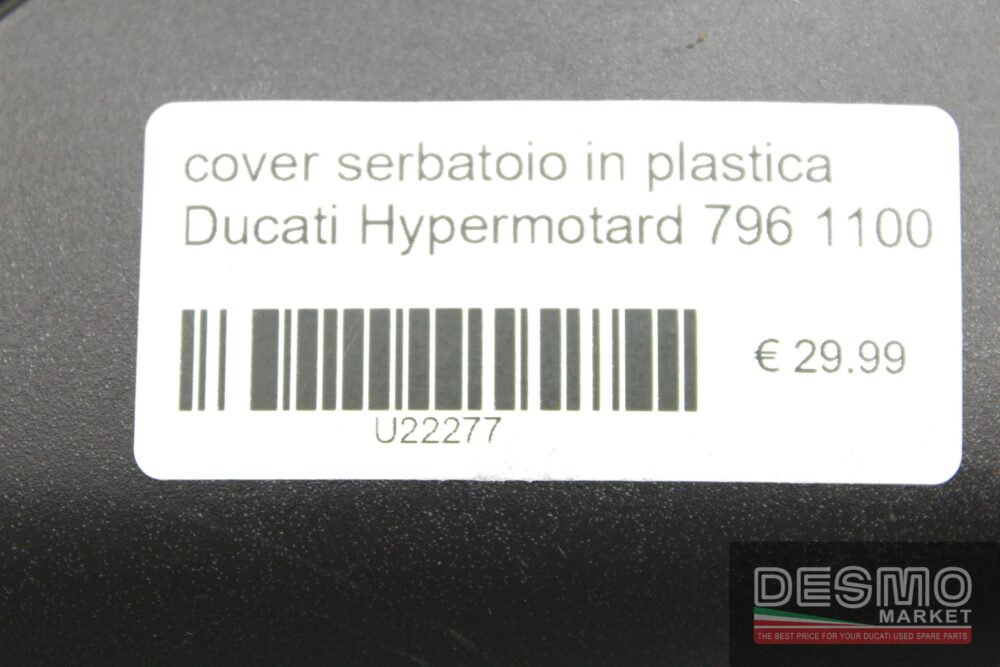 cover serbatoio in plastica
Ducati Hypermotard 796 1100
€ 29.99
U22277
DESMO
MARKET
THE BEST PRICE FOR YOUR DUCATI USED SPARE PARTS